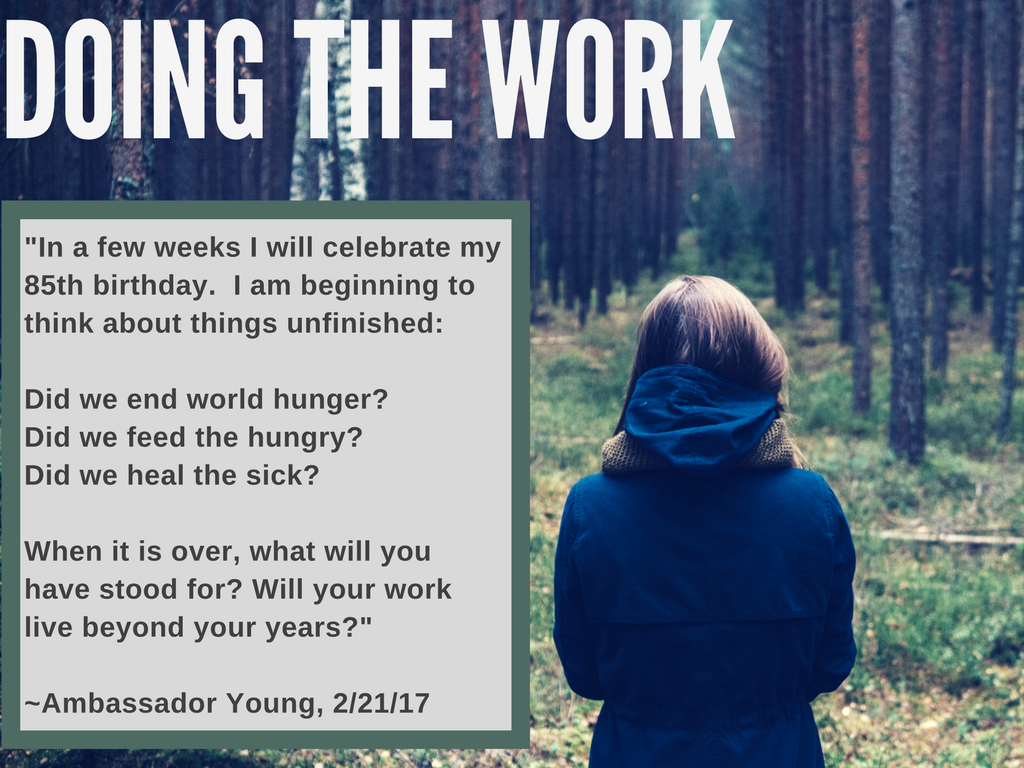 DOING THE WORK
"In a few weeks I will celebrate my
85th birthday.  I am beginning to
think about things unfinished:
Did we end world hunger?
Did we feed the hungry?
Did we heal the sick?
When it is over, what will you
have stood for? Will your work
live beyond your years?"
~Ambassador Young, 2/21/17